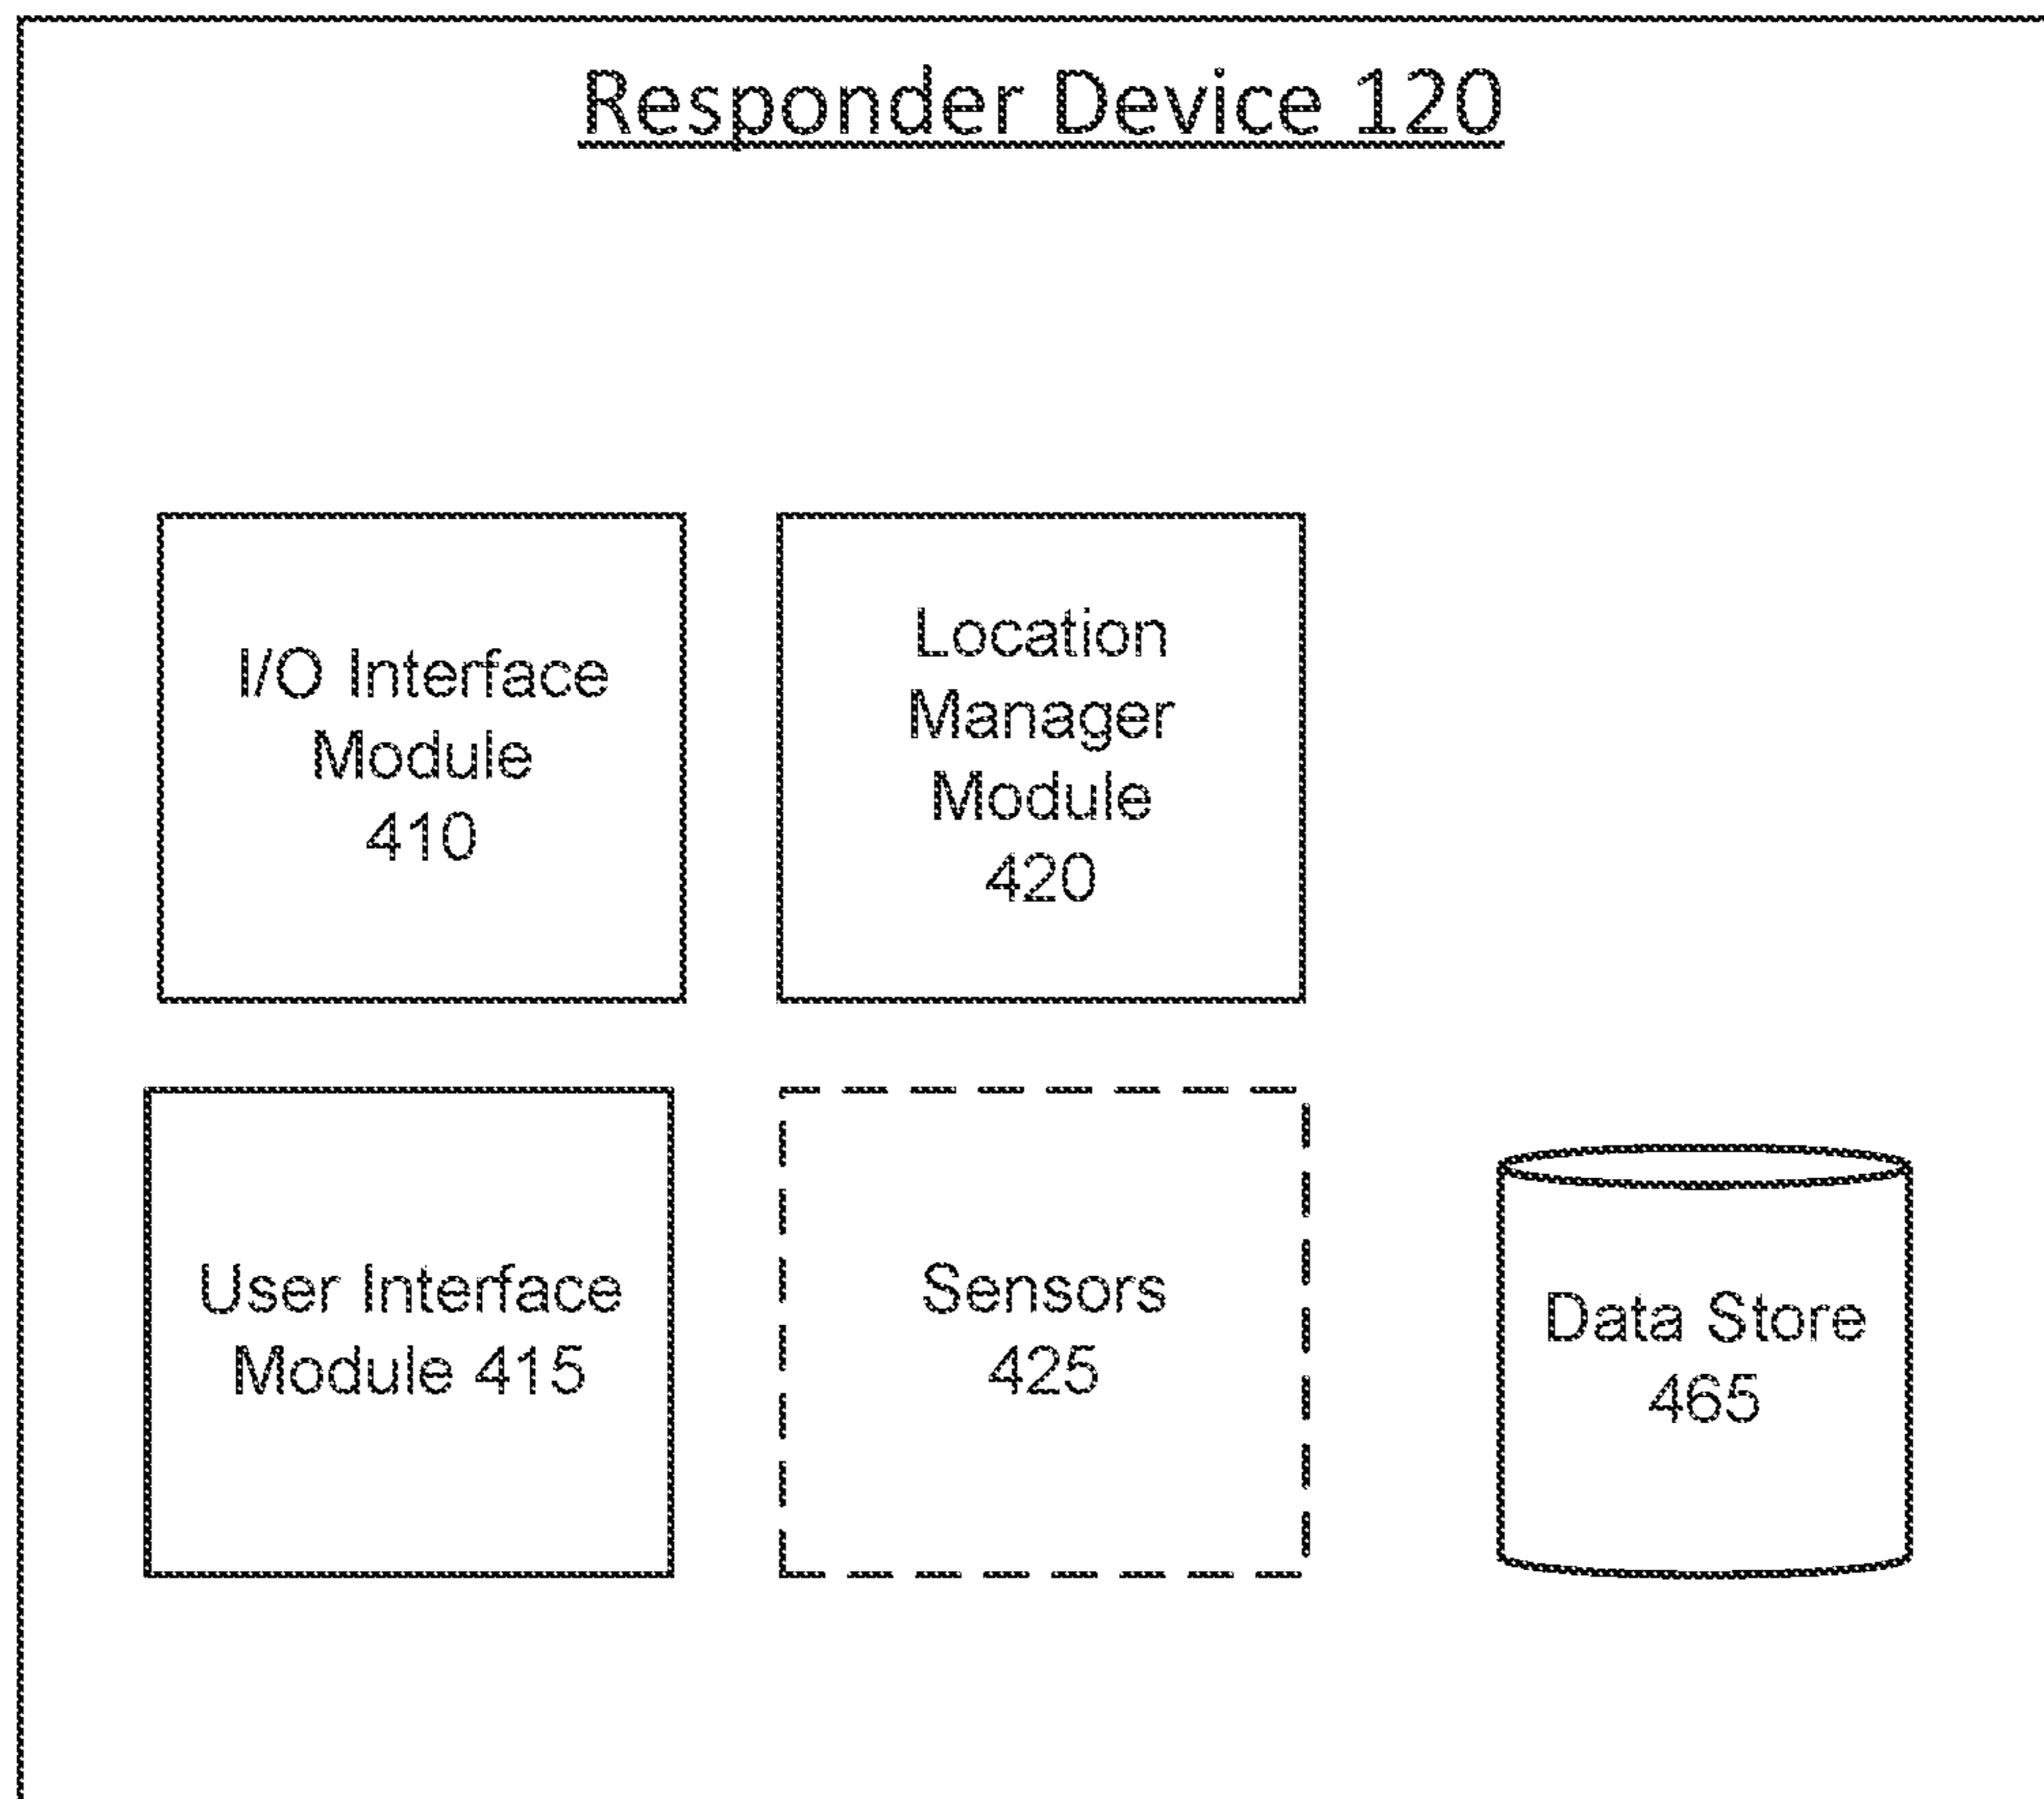 Responder Device 120
I/O Interface
Module
410
Location
Manager
Module
420
User Interface
Module 415
Sensors
425
Data Store
465